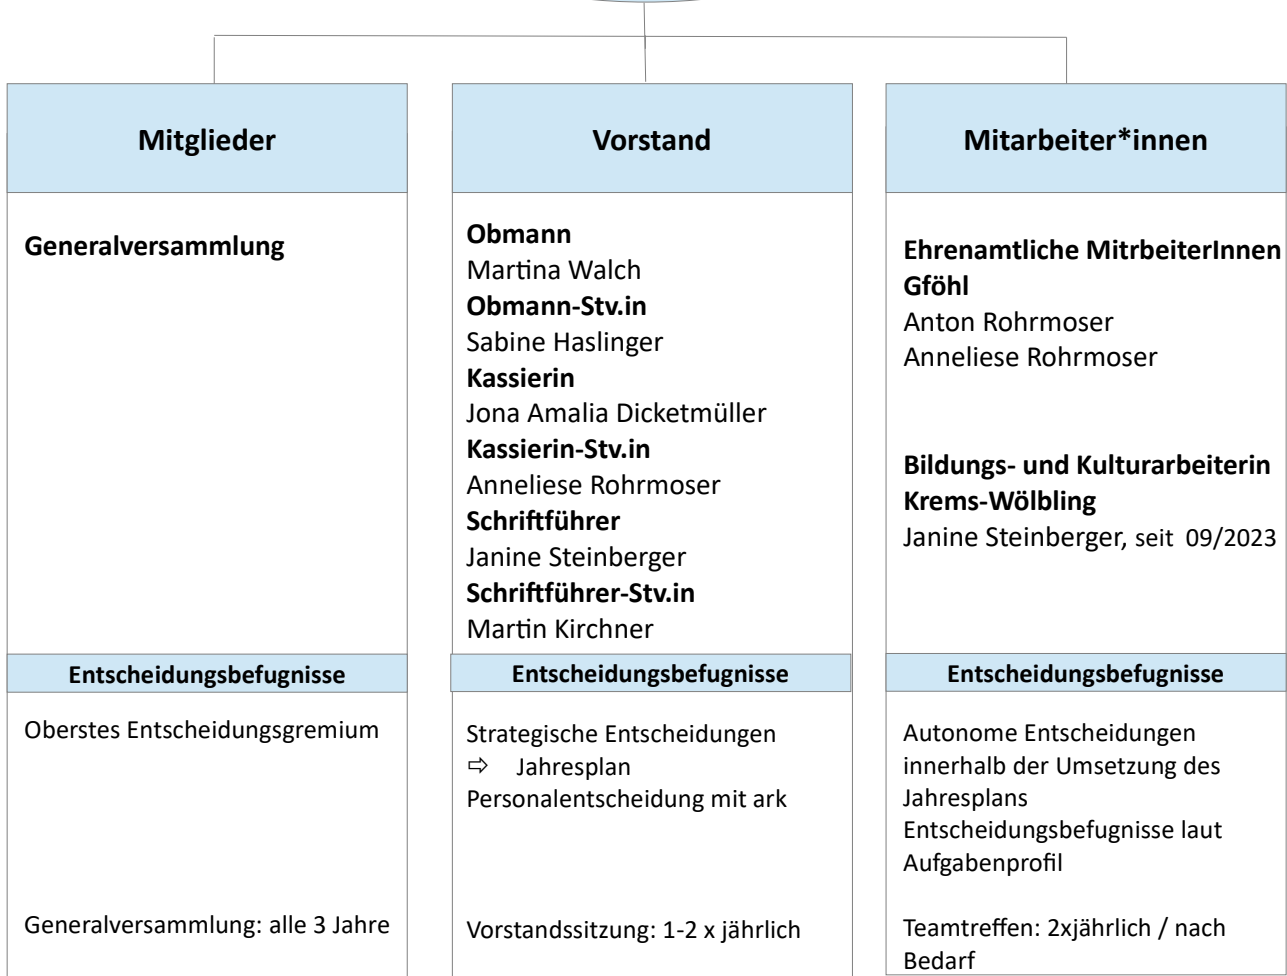 Mitglieder
Generalversammlung
Entscheidungsbefugnisse
Oberstes Entscheidungsgremium
Generalversammlung: alle 3 Jahre
Vorstand
Obmann
Martina Walch
Obmann-Stv.in
Sabine Haslinger
Kassierin
Jona Amalia Dicketmüller
Kassierin-Stv.in
Anneliese Rohrmoser
Schriftführer
Janine Steinberger
Schriftführer-Stv.in
Martin Kirchner
Entscheidungsbefugnisse
Strategische Entscheidungen
⇨ Jahresplan
Personalentscheidung mit ark
Vorstandssitzung: 1-2 x jährlich
Mitarbeiter*innen
Ehrenamtliche MitrbeiterInnen
Gföhl
Anton Rohrmoser
Anneliese Rohrmoser
Bildungs- und Kulturarbeiterin
Krems-Wölbling
Janine Steinberger, seit 09/2023
Entscheidungsbefugnisse
Autonome Entscheidungen
innerhalb der Umsetzung des
Jahresplans
Entscheidungsbefugnisse laut
Aufgabenprofil
Teamtreffen: 2xjährlich / nach
Bedarf